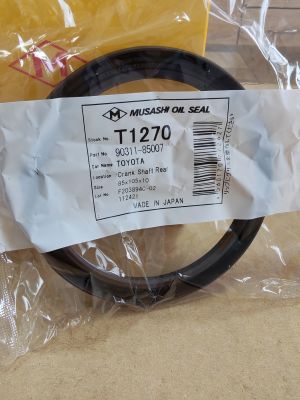 M MUSASHI OIL SEAL
Stock No. T1270
Part No 90311-85007
Car Name TOYOTA
Location Crank Shaft Rear
Size 85x105x10
Lot No F203894C-02
112421
MADE IN JAPAN